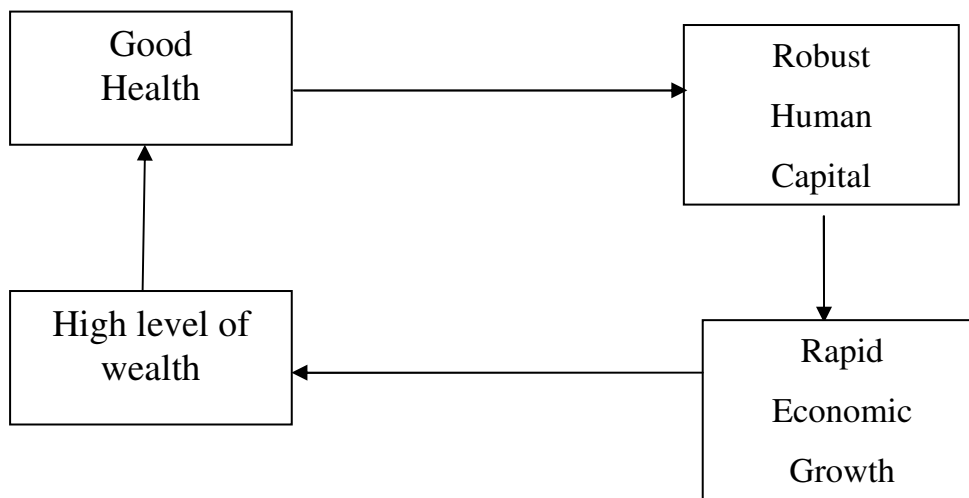 Good
Health
Robust
Human
Capital
High level of
wealth
Rapid
Economic
Growth